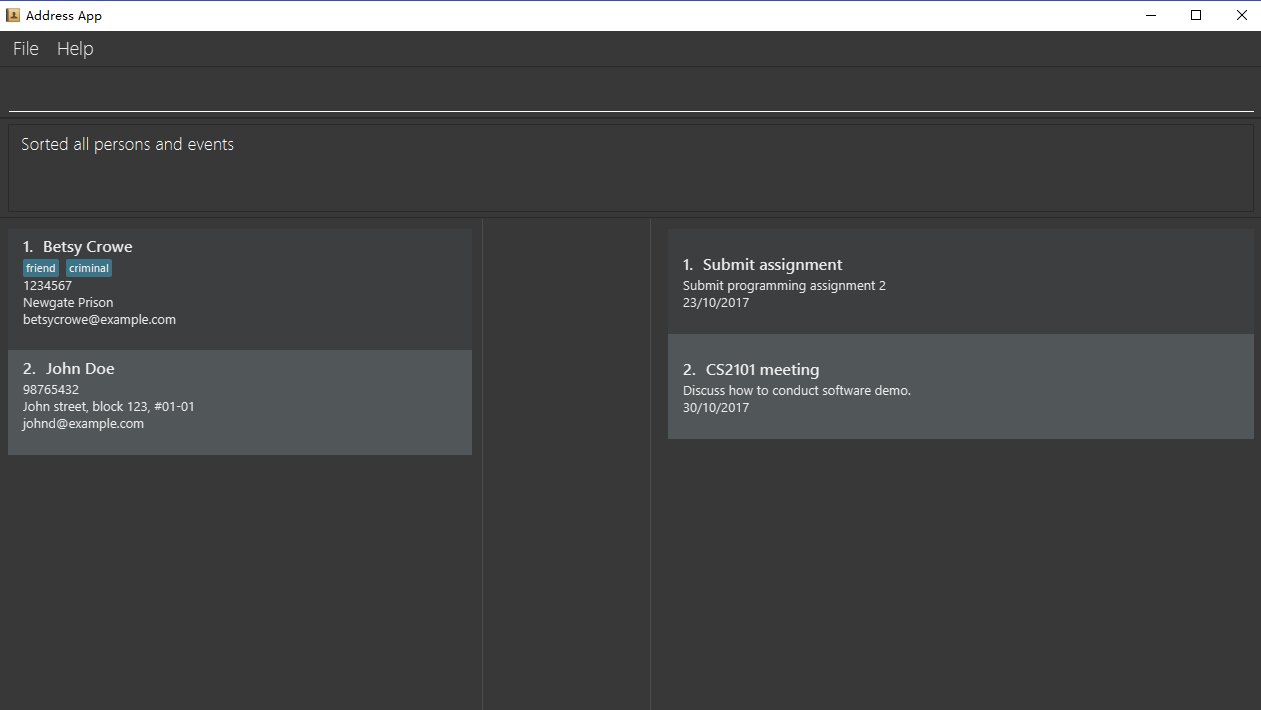 Address App
File Help
Sorted all persons and events
1. Betsy Crowe
friend criminal
1234567
Newgate Prison
betsycrowe@example.com
2. John Doe
98765432
John street, block 123, #01-01
johnd@example.com
1. Submit assignment
Submit programming assignment 2
23/10/2017
2. CS2101 meeting
Discuss how to conduct software demo.
30/10/2017